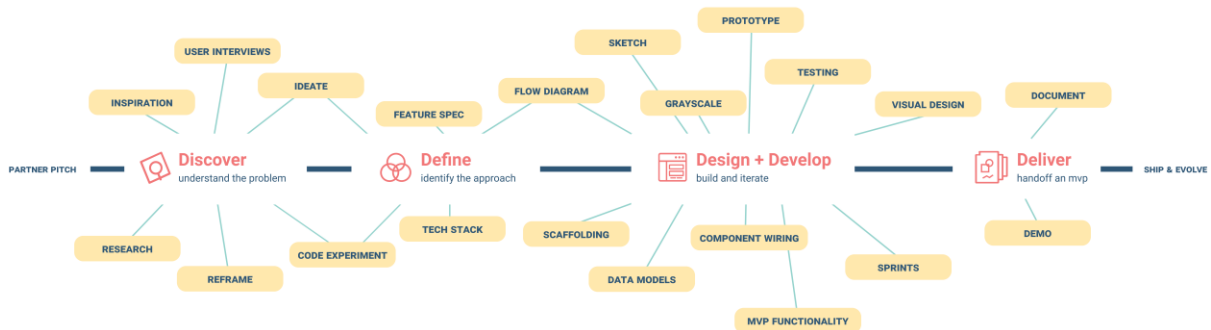 PROTOTYPE
SKETCH
USER INTERVIEWS
TESTING
IDEATE
FLOW DIAGRAM
DOCUMENT
INSPIRATION
GRAYSCALE
VISUAL DESIGN
FEATURE SPEC
PARTNER PITCH
Discover
understand the problem
Define
identify the approach
Design + Develop
build and iterate
Deliver
handoff an mvp
SHIP & EVOLVE
TECH STACK
SCAFFOLDING
COMPONENT WIRING
DEMO
RESEARCH
CODE EXPERIMENT
SPRINTS
REFRAME
DATA MODELS
MVP FUNCTIONALITY